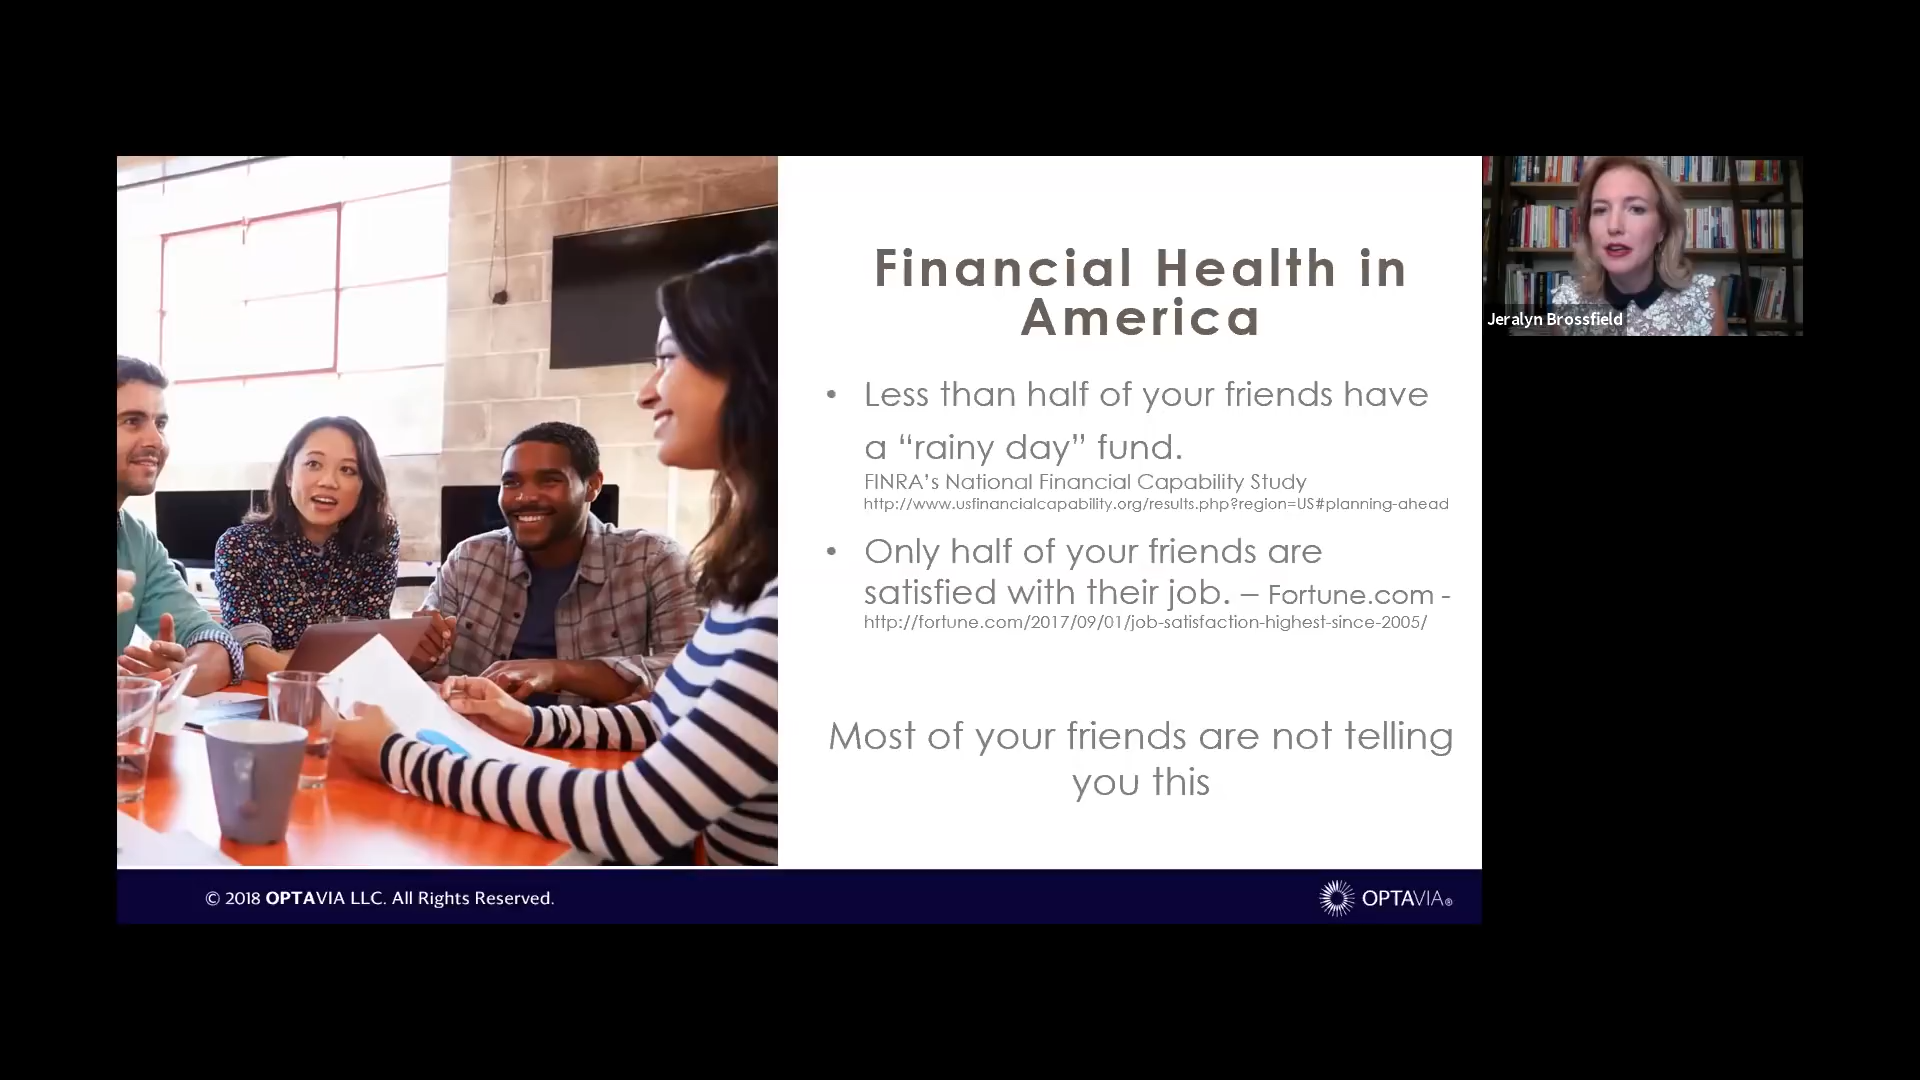 Financial Health in
America
• Less than half of your friends have
a “rainy day” fund.
FINRA’s National Financial Capability Study
http://www.usfinancialcapability.org/results.php?region=US#planning-ahead
• Only half of your friends are
satisfied with their job. – Fortune.com -
http://fortune.com/2017/09/01/job-satisfaction-highest-since-2005/
Most of your friends are not telling
you this
© 2018 OPTAVIA LLC. All Rights Reserved.
OPTAVIA®
Jeralyn Brossfield